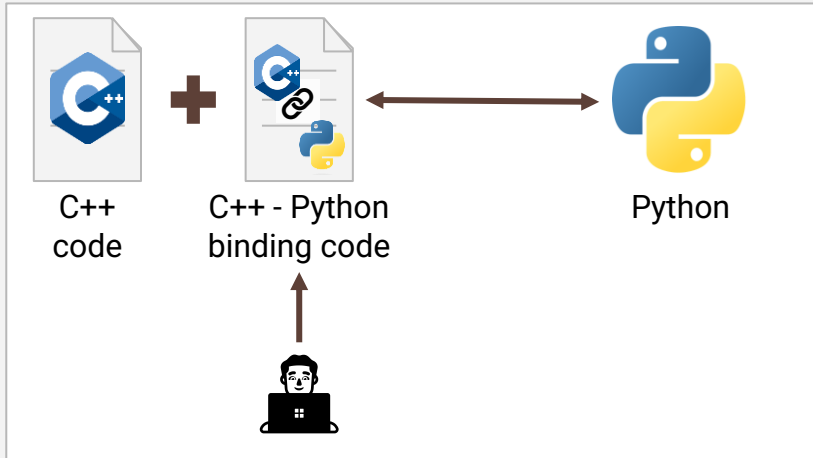 C++
C++
C++
code
C++ - Python
binding code
Python